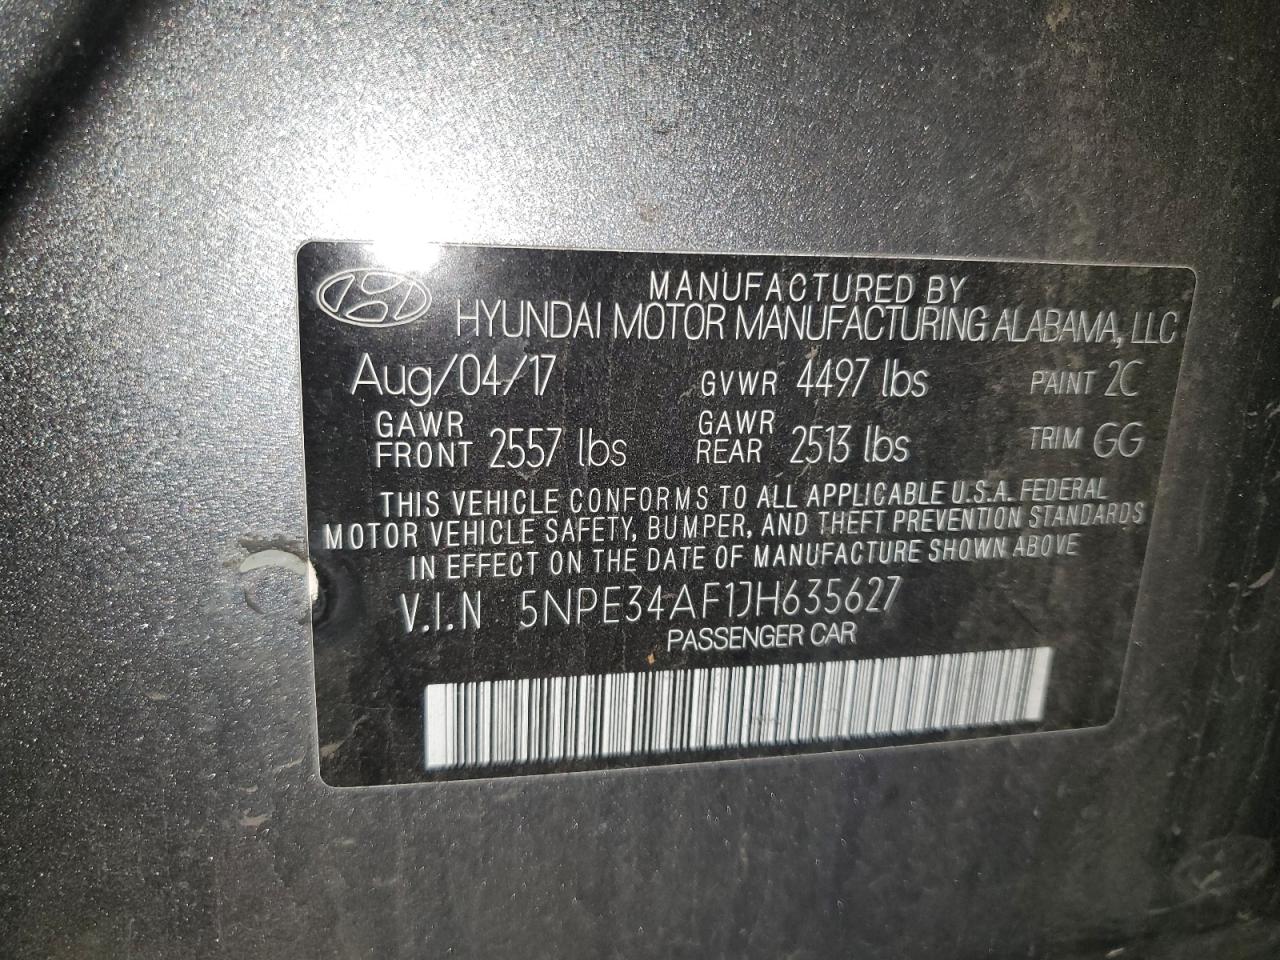 MANUFACTURED BY
HYUNDAI MOTOR MANUFACTURING ALABAMA, LLC
Aug/04/17 GVWR 4497 lbs PAINT 2C
GAWR FRONT 2557 lbs GAWR REAR 2513 lbs TRIM GG
THIS VEHICLE CONFORMS TO ALL APPLICABLE U.S.A. FEDERAL
MOTOR VEHICLE SAFETY, BUMPER, AND THEFT PREVENTION STANDARDS
IN EFFECT ON THE DATE OF MANUFACTURE SHOWN ABOVE
V.I.N 5NPE34AF1JH635627
PASSENGER CAR